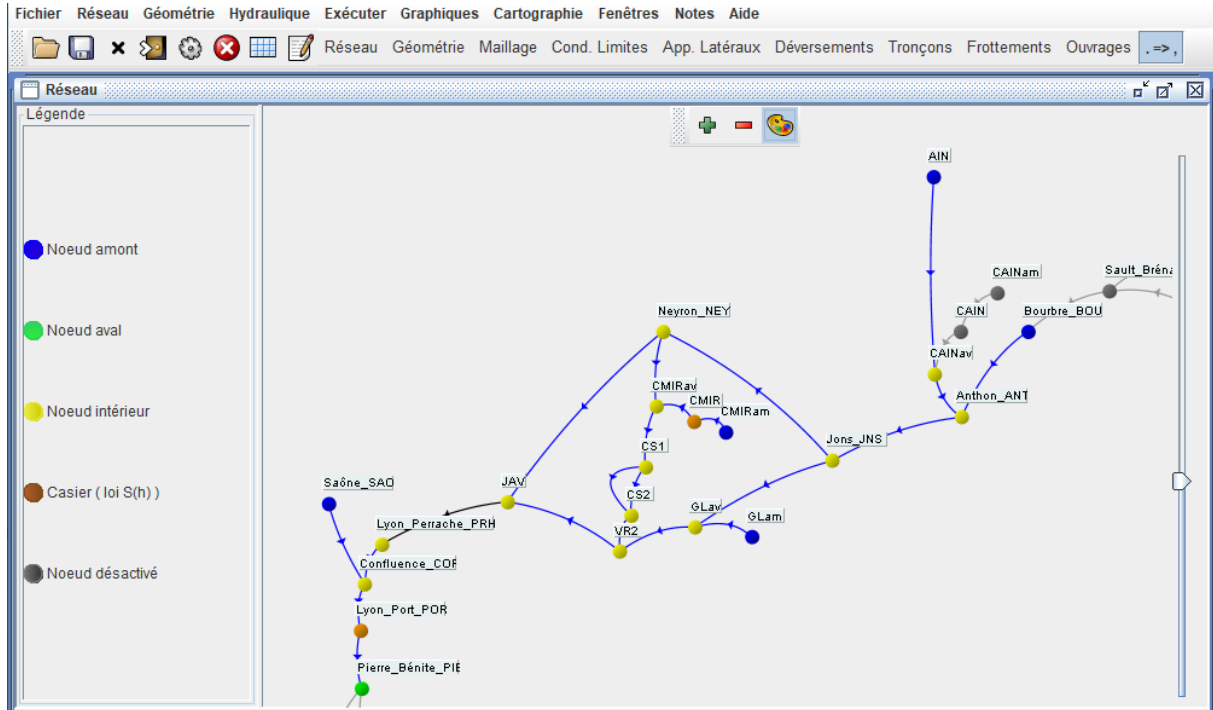 Fichier Réseau Géométrie Hydraulique Exécuter Graphiques Cartographie Fenêtres Notes Aide
Réseau Géométrie Maillage Cond. Limites App. Latéraux Déversements Tronçons Frottements Ouvrages . =>,
Réseau
Légende
Noeud amont
Noeud aval
Noeud intérieur
Casier ( loi S(h) )
Noeud désactivé
AIN
CAINam
Sault_Bréna
Neyron_NEY
CAIN
Bourbre_BOU
CAINav
CMIRav
CMIR
CMIRam
Anthon_ANT
CS1
Jons_JNS
Saône_SAO
JAV
CS2
GLav
GLam
Lyon_Perrache_PRH
VR2
Confluence_COF
Lyon_Port_POR
Pierre_Bénite_PIE